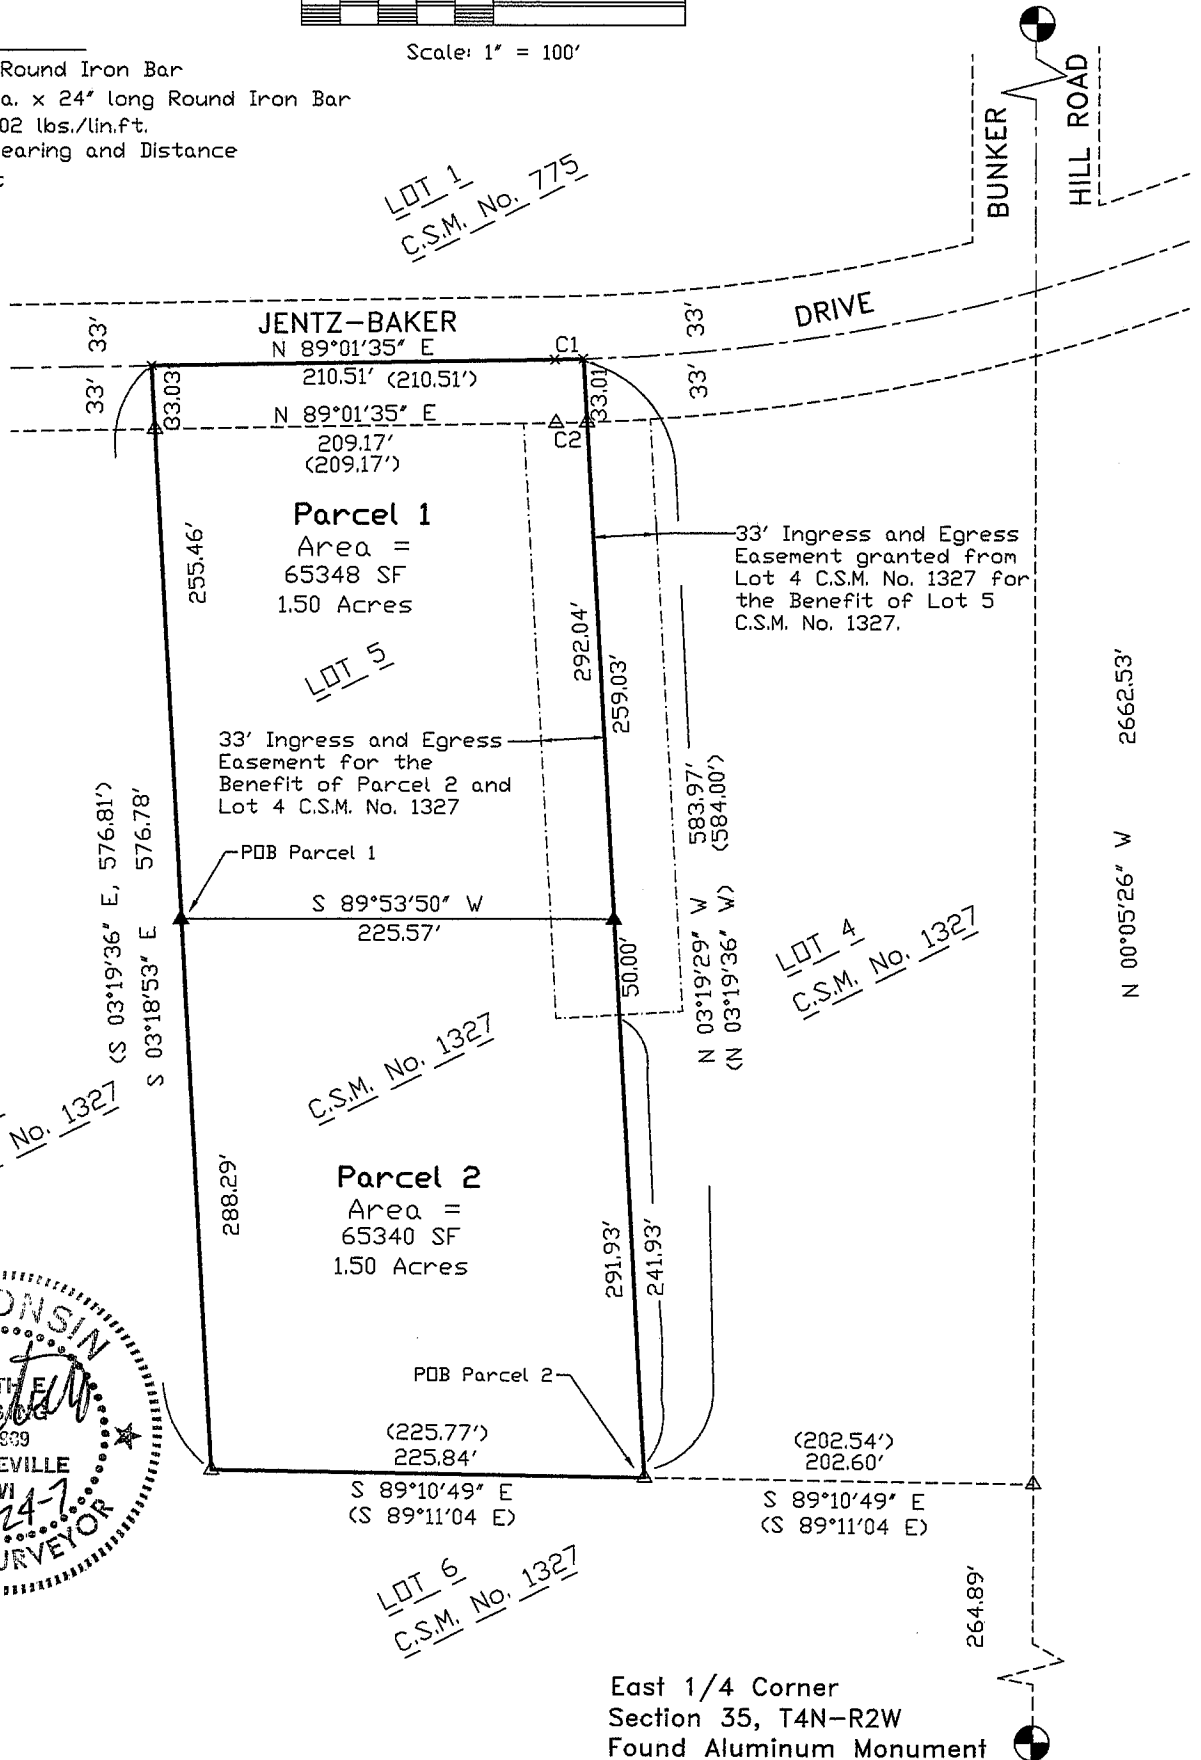 Scale: 1" = 100'
Round Iron Bar
a. x 24" long Round Iron Bar
02 lbs./lin.ft.
earing and Distance
BUNKER
HILL ROAD
LOT 1
C.S.M. No. 775
33'
33'
JENTZ-BAKER
DRIVE
33'
33'
N 89°01'35" E
C1
210.51' (210.51')
33.03'
33.01'
N 89°01'35" E
C2
209.17'
(209.17')
Parcel 1
Area =
65348 SF
1.50 Acres
255.46'
33' Ingress and Egress
Easement granted from
Lot 4 C.S.M. No. 1327 for
the Benefit of Lot 5
C.S.M. No. 1327.
292.04'
259.03'
LOT 5
33' Ingress and Egress
Easement for the
Benefit of Parcel 2 and
Lot 4 C.S.M. No. 1327
POB Parcel 1
S 89°53'50" W
225.57'
(S 03°19'36" E, 576.81')
S 03°18'53" E 576.78'
N 03°19'29" W 583.97'
(N 03°19'36" W) (584.00')
N 00°05'26" W 2662.53'
50.00'
LOT 4
C.S.M. No. 1327
C.S.M. No. 1327
No. 1327
Parcel 2
Area =
65340 SF
1.50 Acres
288.29'
291.93'
241.93'
POB Parcel 2
(225.77')
225.84'
S 89°10'49" E
(S 89°11'04 E)
(202.54')
202.60'
S 89°10'49" E
(S 89°11'04 E)
LOT 6
C.S.M. No. 1327
264.89'
East 1/4 Corner
Section 35, T4N-R2W
Found Aluminum Monument